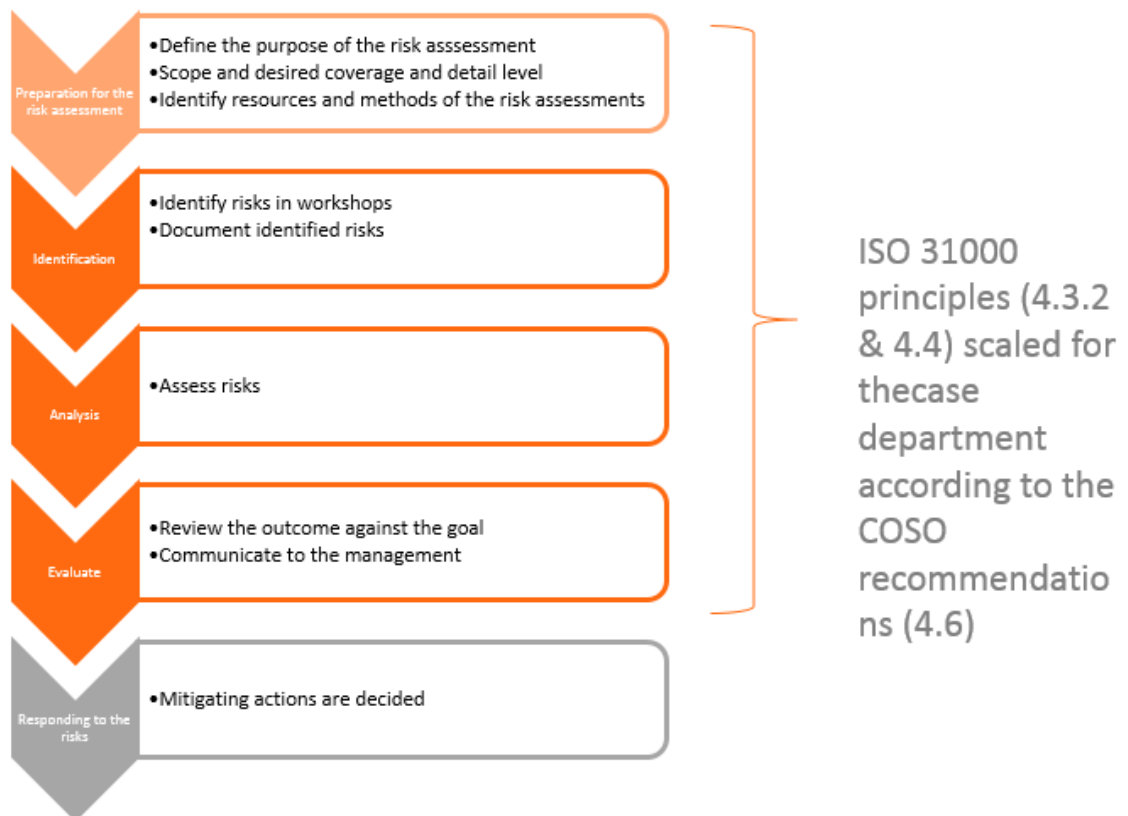 Preparation for the
risk assessment
•Define the purpose of the risk asssessment
•Scope and desired coverage and detail level
•Identify resources and methods of the risk assessments
Identification
•Identify risks in workshops
•Document identified risks
Analysis
•Assess risks
Evaluate
•Review the outcome against the goal
•Communicate to the management
Responding to the
risks
•Mitigating actions are decided
ISO 31000
principles (4.3.2
& 4.4) scaled for
thecase
department
according to the
COSO
recommendatio
ns (4.6)